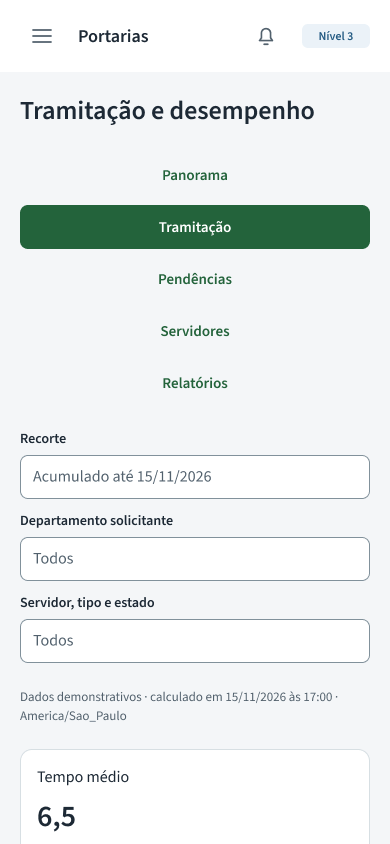 Portarias
Nível 3
Tramitação e desempenho
Panorama
Tramitação
Pendências
Servidores
Relatórios
Recorte
Acumulado até 15/11/2026
Departamento solicitante
Todos
Servidor, tipo e estado
Todos
Dados demonstrativos · calculado em 15/11/2026 às 17:00 ·
America/Sao_Paulo
Tempo médio
6,5